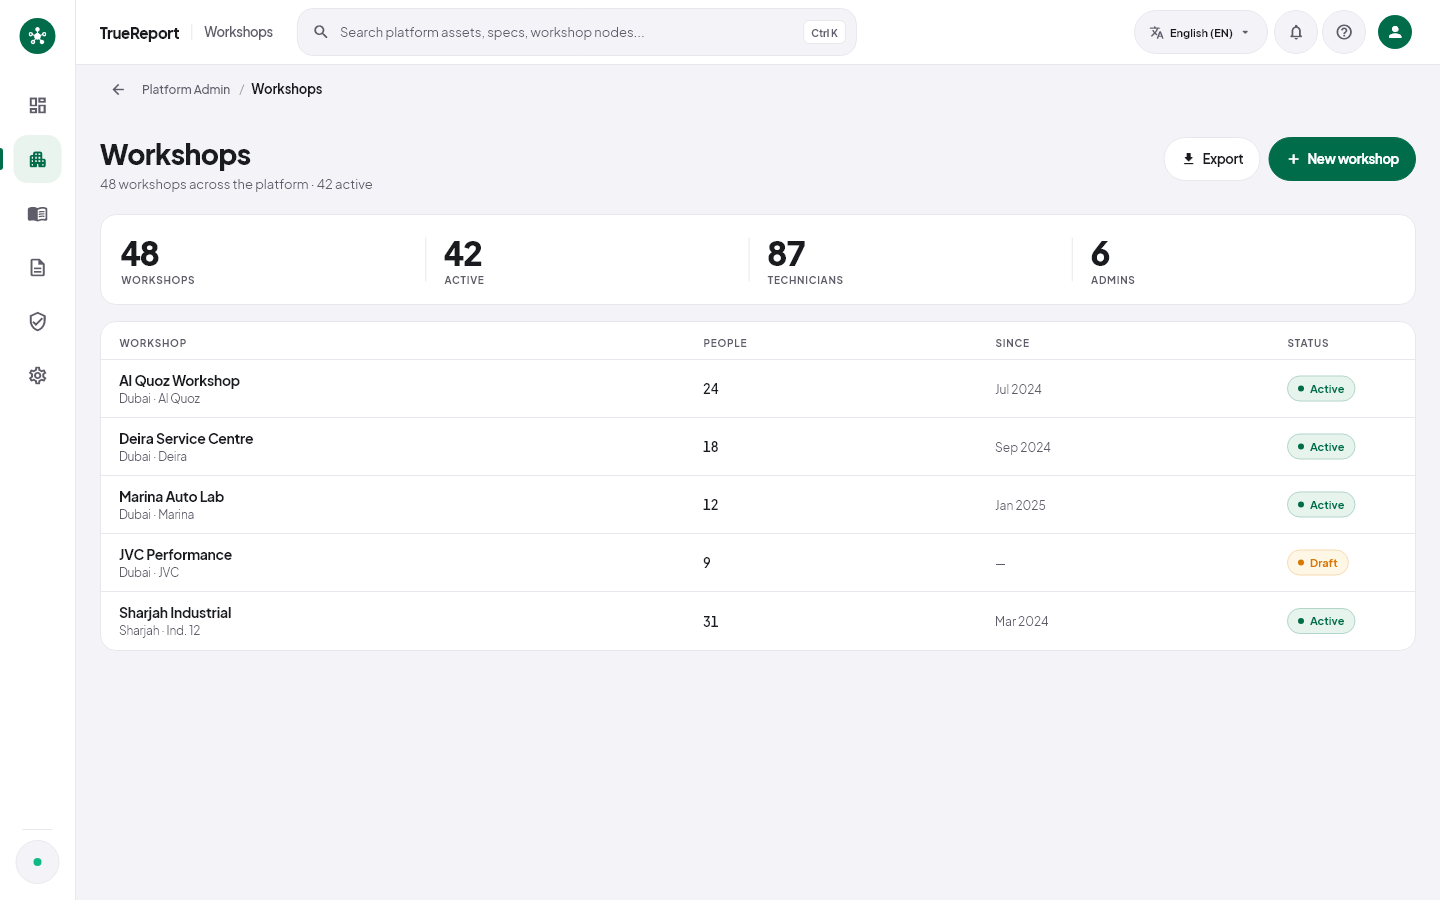 TrueReport
Workshops
Search platform assets, specs, workshop nodes...
Ctrl K
English (EN)
Platform Admin / Workshops
Workshops
48 workshops across the platform · 42 active
Export
New workshop
48
WORKSHOPS
42
ACTIVE
87
TECHNICIANS
6
ADMINS
WORKSHOP PEOPLE SINCE STATUS
Al Quoz Workshop
Dubai · Al Quoz
24
Jul 2024
Active
Deira Service Centre
Dubai · Deira
18
Sep 2024
Active
Marina Auto Lab
Dubai · Marina
12
Jan 2025
Active
JVC Performance
Dubai · JVC
9
—
Draft
Sharjah Industrial
Sharjah · Ind. 12
31
Mar 2024
Active